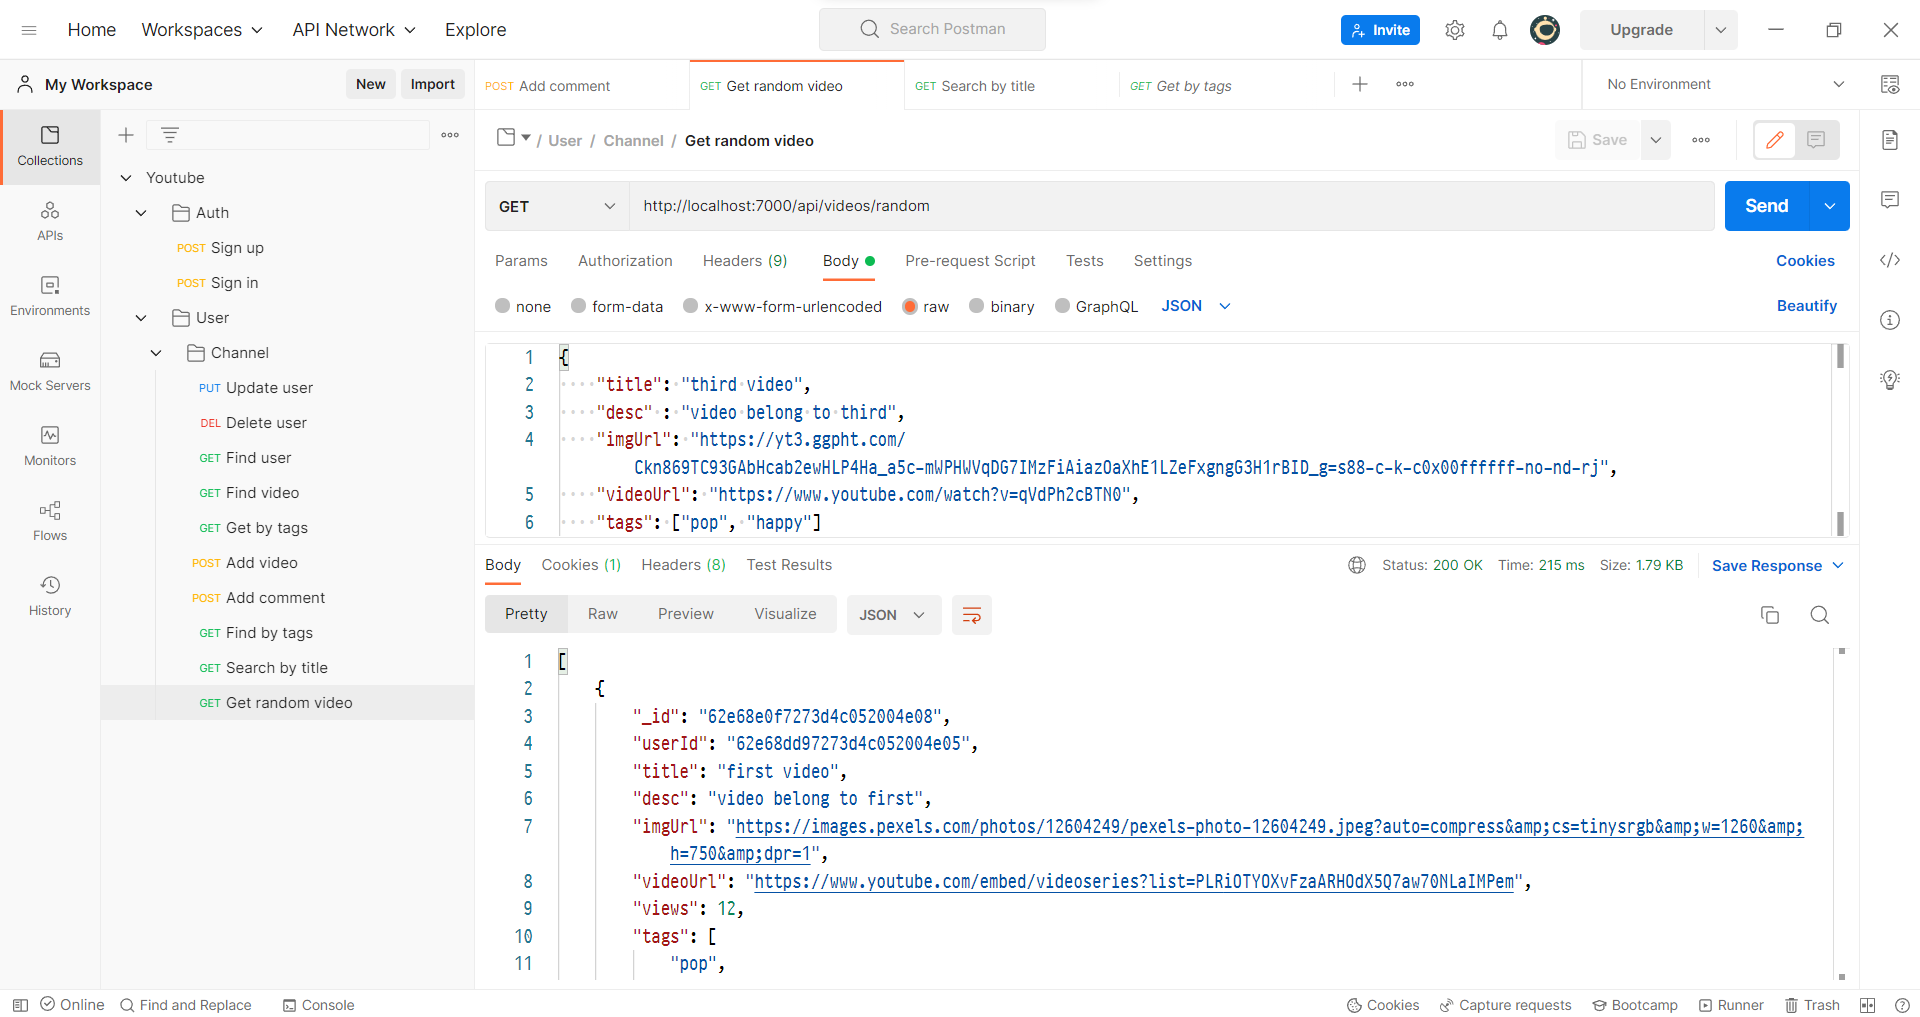 Home Workspaces API Network Explore Search Postman Invite Upgrade
My Workspace New Import
POST Add comment GET Get random video GET Search by title GET Get by tags No Environment
Collections
APIs
Environments
Mock Servers
Monitors
Flows
History
Youtube
Auth
POST Sign up
POST Sign in
User
Channel
PUT Update user
DEL Delete user
GET Find user
GET Find video
GET Get by tags
POST Add video
POST Add comment
GET Find by tags
GET Search by title
GET Get random video
/ User / Channel / Get random video Save
GET http://localhost:7000/api/videos/random Send
Params Authorization Headers (9) Body Pre-request Script Tests Settings Cookies
none form-data x-www-form-urlencoded raw binary GraphQL JSON Beautify
1 {
2 "title": "third video",
3 "desc" : "video belong to third",
4 "imgUrl": "https://yt3.ggpht.com/
Ckn869TC93GAbHcab2ewHLP4Ha_a5c-mWPHWVqDG7IMzFiAiazOaXhE1LZeFxgngG3H1rBID_g=s88-c-k-c0x00ffffff-no-nd-rj",
5 "videoUrl": "https://www.youtube.com/watch?v=qVdPh2cBTN0",
6 "tags": ["pop", "happy"]
Body Cookies (1) Headers (8) Test Results Status: 200 OK Time: 215 ms Size: 1.79 KB Save Response
Pretty Raw Preview Visualize JSON
1 [
2 {
3 "_id": "62e68e0f7273d4c052004e08",
4 "userId": "62e68dd97273d4c052004e05",
5 "title": "first video",
6 "desc": "video belong to first",
7 "imgUrl": "https://images.pexels.com/photos/12604249/pexels-photo-12604249.jpeg?auto=compress&amp;cs=tinysrgb&amp;w=1260&amp;
h=750&amp;dpr=1",
8 "videoUrl": "https://www.youtube.com/embed/videoseries?list=PLRiOTYOXvFzaARHOdX5Q7aw70NLaIMPem",
9 "views": 12,
10 "tags": [
11 "pop",
Online Find and Replace Console Cookies Capture requests Bootcamp Runner Trash